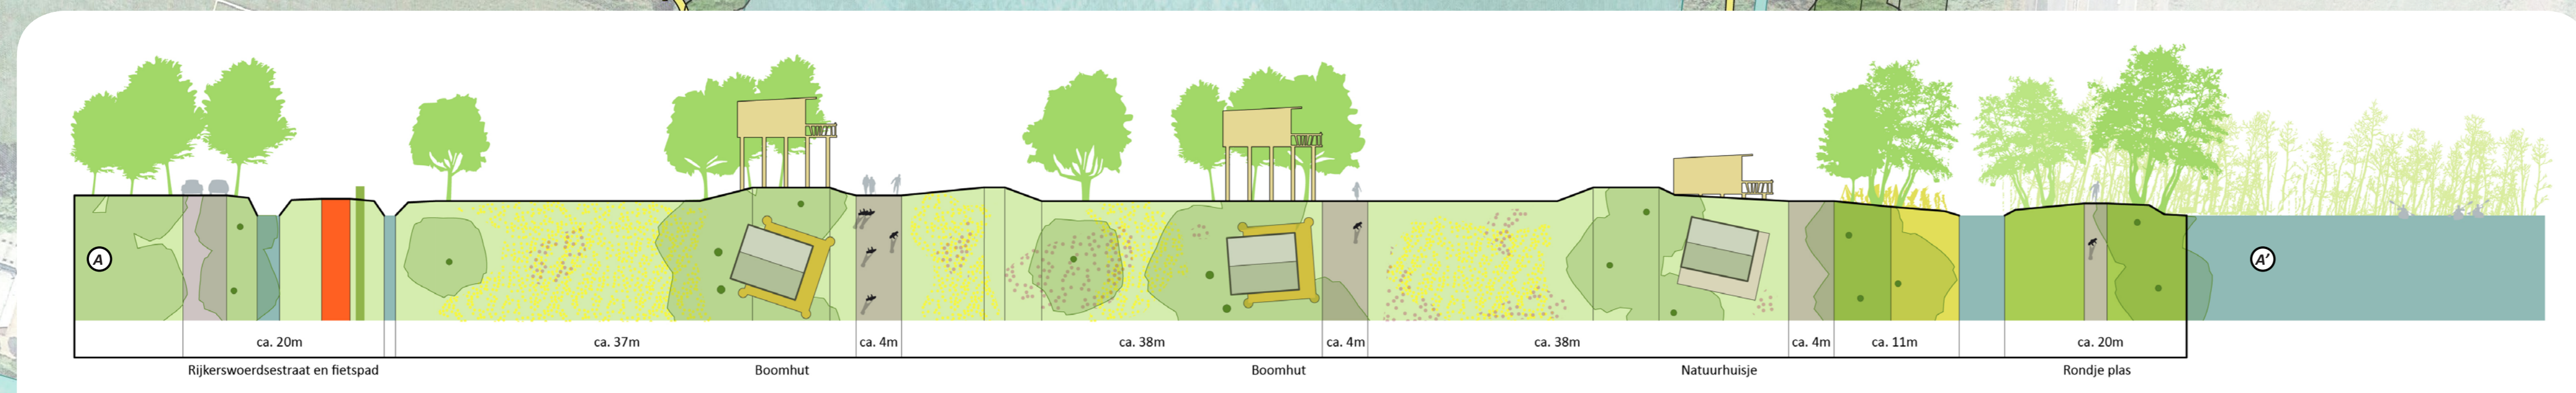 A
A'
ca. 20m
ca. 37m
ca. 4m
ca. 38m
ca. 4m
ca. 38m
ca. 4m
ca. 11m
ca. 20m
Rijkerswoerdsestraat en fietspad
Boomhut
Boomhut
Natuurhuisje
Rondje plas